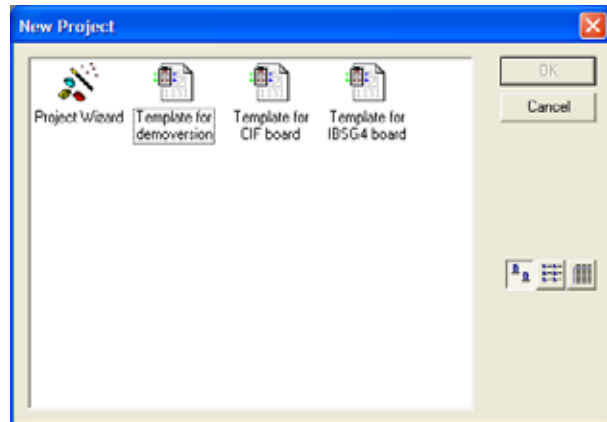 New Project
Project Wizard
Template for
demoversion
Template for
CIF board
Template for
IBSG4 board
OK
Cancel